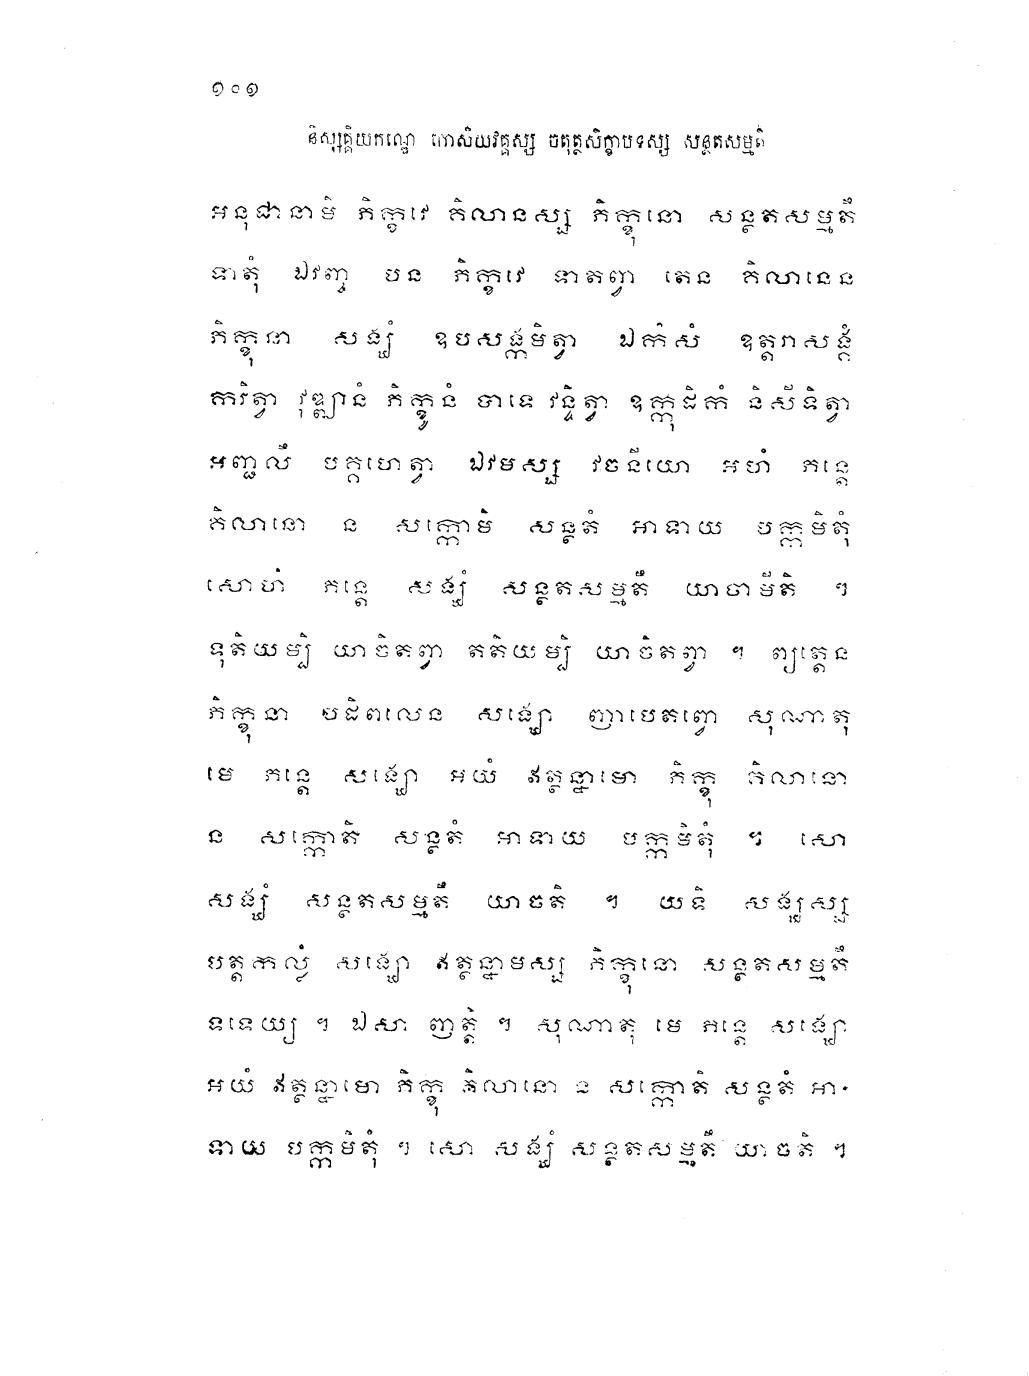 ១០១
និស្សគ្គិយកណ្ឌេ កោសិយវគ្គស្ស ចតុត្ថសិក្ខាបទស្ស សន្ថតសម្មតិ
អនុជានាមិ ភិក្ខវេ គិលានស្ស ភិក្ខុនោ សន្ថតសម្មតឹ
ទាតុំ ឯវញ្ច បន ភិក្ខវេ ទាតព្វា តេន គិលានេន
ភិក្ខុនា សង្ឃំ ឧបសង្កមិត្វា ឯកំសំ ឧត្តរាសង្គំ
ការិត្វា វុឌ្ឍានំ ភិក្ខូនំ បាទេ វន្ទិត្វា ឧក្កុដិកំ និសីទិត្វា
អញ្ជលឹ បគ្គហេត្វា ឯវមស្ស វចនីយោ អហំ ភន្តេ
គិលានោ ន សក្កោមិ សន្ថតំ អាទាយ បក្កមិតុំ
សោហំ ភន្តេ សង្ឃំ សន្ថតសម្មតឹ យាចាមីតិ ។
ទុតិយម្បិ យាចិតព្វា តតិយម្បិ យាចិតព្វា ។ ព្យត្តេន
ភិក្ខុនា បដិពលេន សង្ឃោ ញាបេតព្វោ សុណាតុ
មេ ភន្តេ សង្ឃោ អយំ ឥត្ថន្នាមោ ភិក្ខុ គិលានោ
ន សក្កោតិ សន្ថតំ អាទាយ បក្កមិតុំ ។ សោ
សង្ឃំ សន្ថតសម្មតឹ យាចតិ ។ យទិ សង្ឃស្ស
បត្តកល្លំ សង្ឃោ ឥត្ថន្នាមស្ស ភិក្ខុនោ សន្ថតសម្មតឹ
ទទេយ្យ ។ ឯសា ញត្តិ ។ សុណាតុ មេ ភន្តេ សង្ឃោ
អយំ ឥត្ថន្នាមោ ភិក្ខុ គិលានោ ន សក្កោតិ សន្ថតំ អា-
ទាយ បក្កមិតុំ ។ សោ សង្ឃំ សន្ថតសម្មតឹ យាចតិ ។